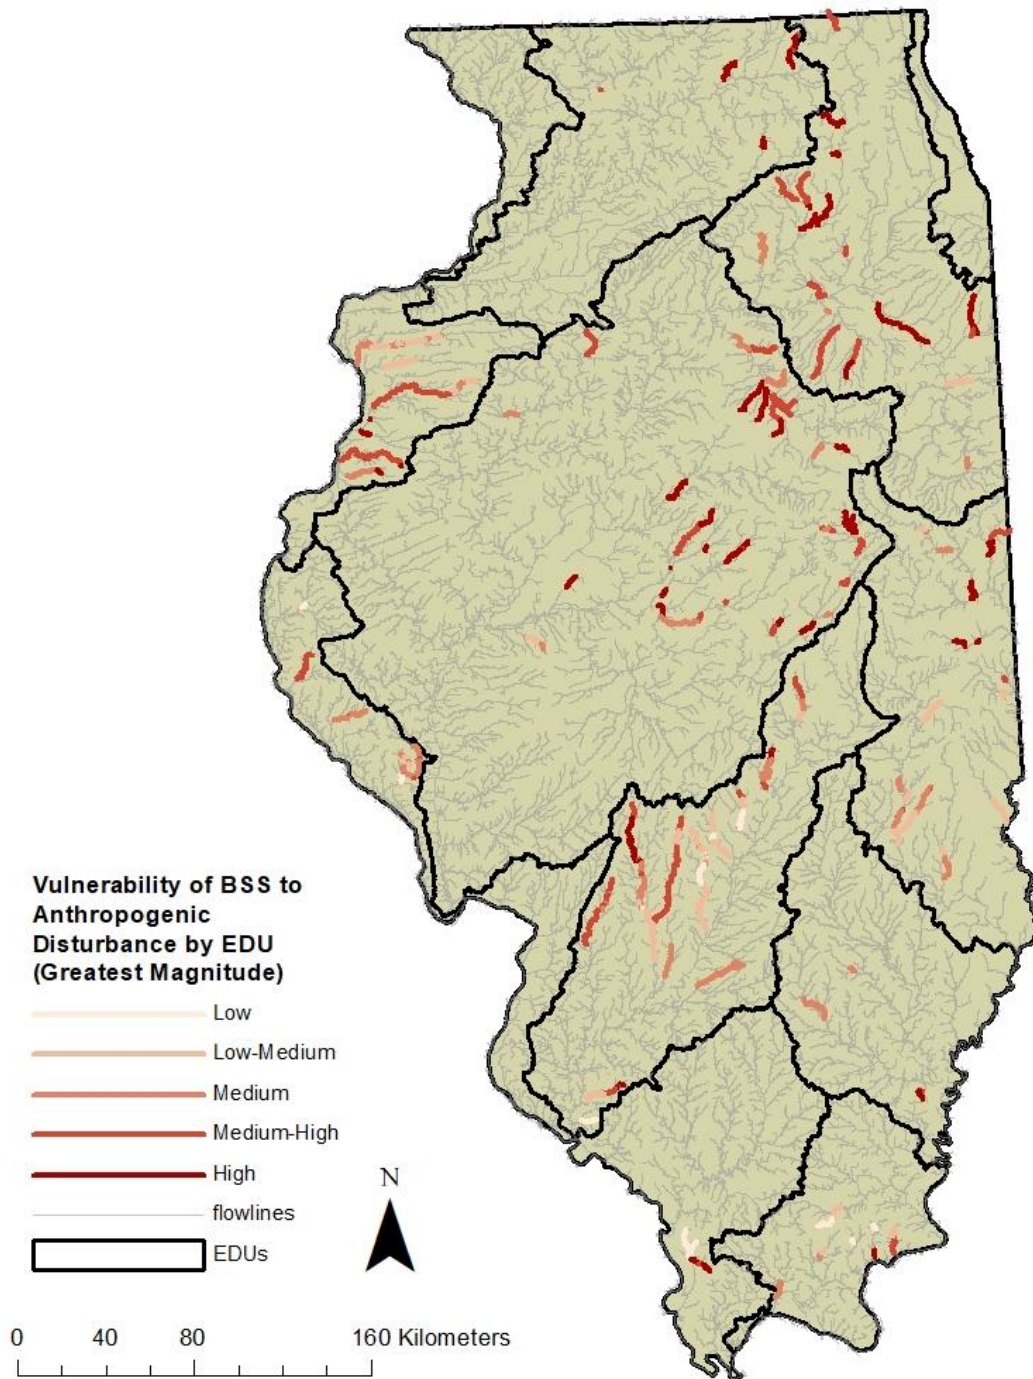 Vulnerability of BSS to
Anthropogenic
Disturbance by EDU
(Greatest Magnitude)
Low
Low-Medium
Medium
Medium-High
High
flowlines
EDUs
N
0 40 80 160 Kilometers